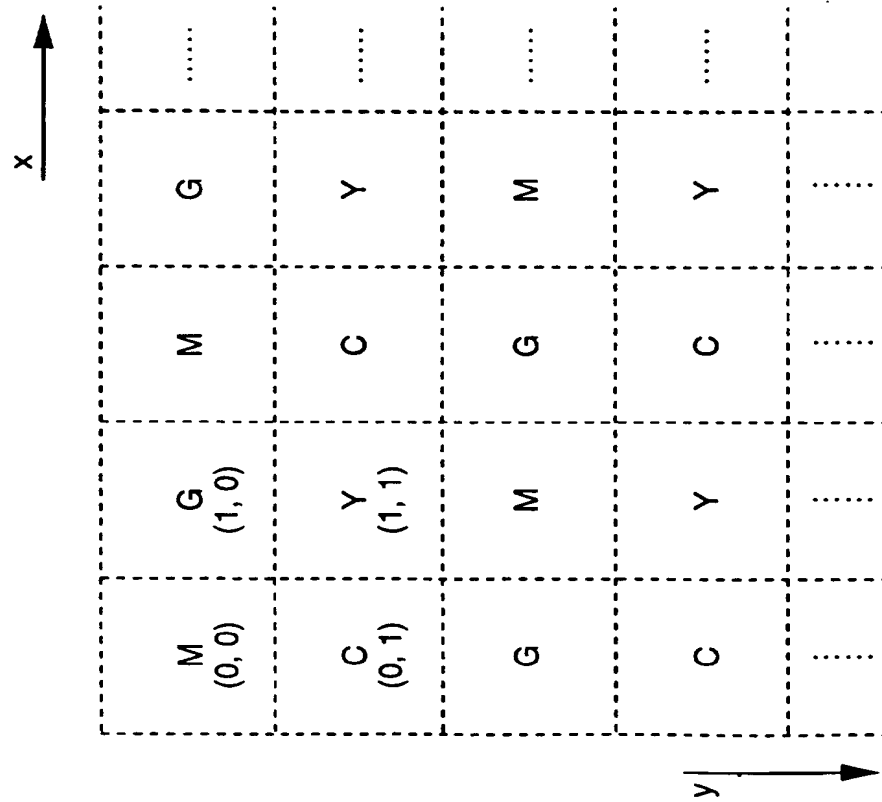 x
M G M G ......
(0, 0) (1, 0)
C Y C Y ......
(0, 1) (1, 1)
G M G M ......
C Y C Y ......
y
...... ...... ...... ......